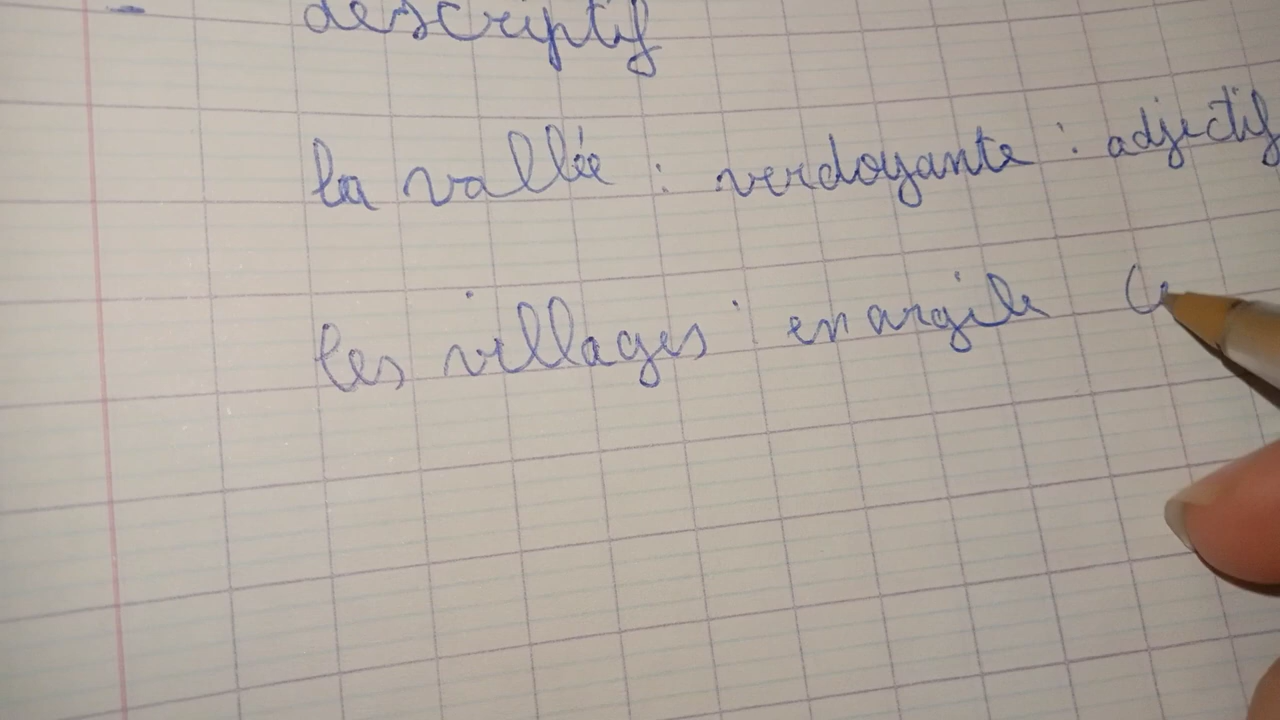 - descriptif
la vallée : verdoyante : adjectif
les villages : en argile (